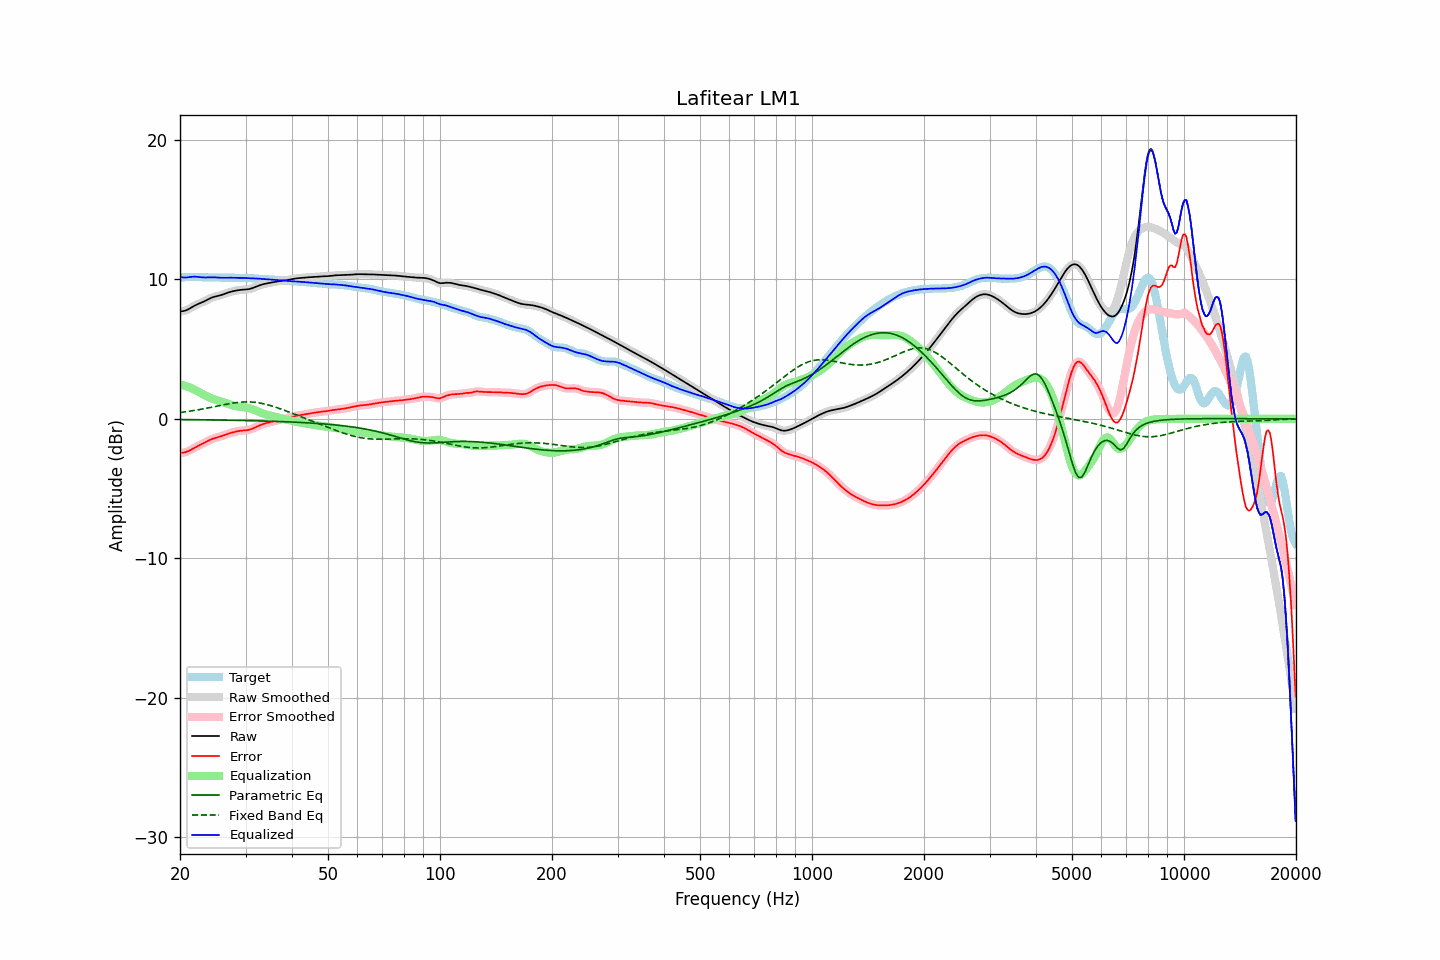 Lafitear LM1
Amplitude (dBr)
20
10
0
−10
−20
−30
Target
Raw Smoothed
Error Smoothed
Raw
Error
Equalization
Parametric Eq
Fixed Band Eq
Equalized
20 50 100 200 500 1000 2000 5000 10000 20000
Frequency (Hz)